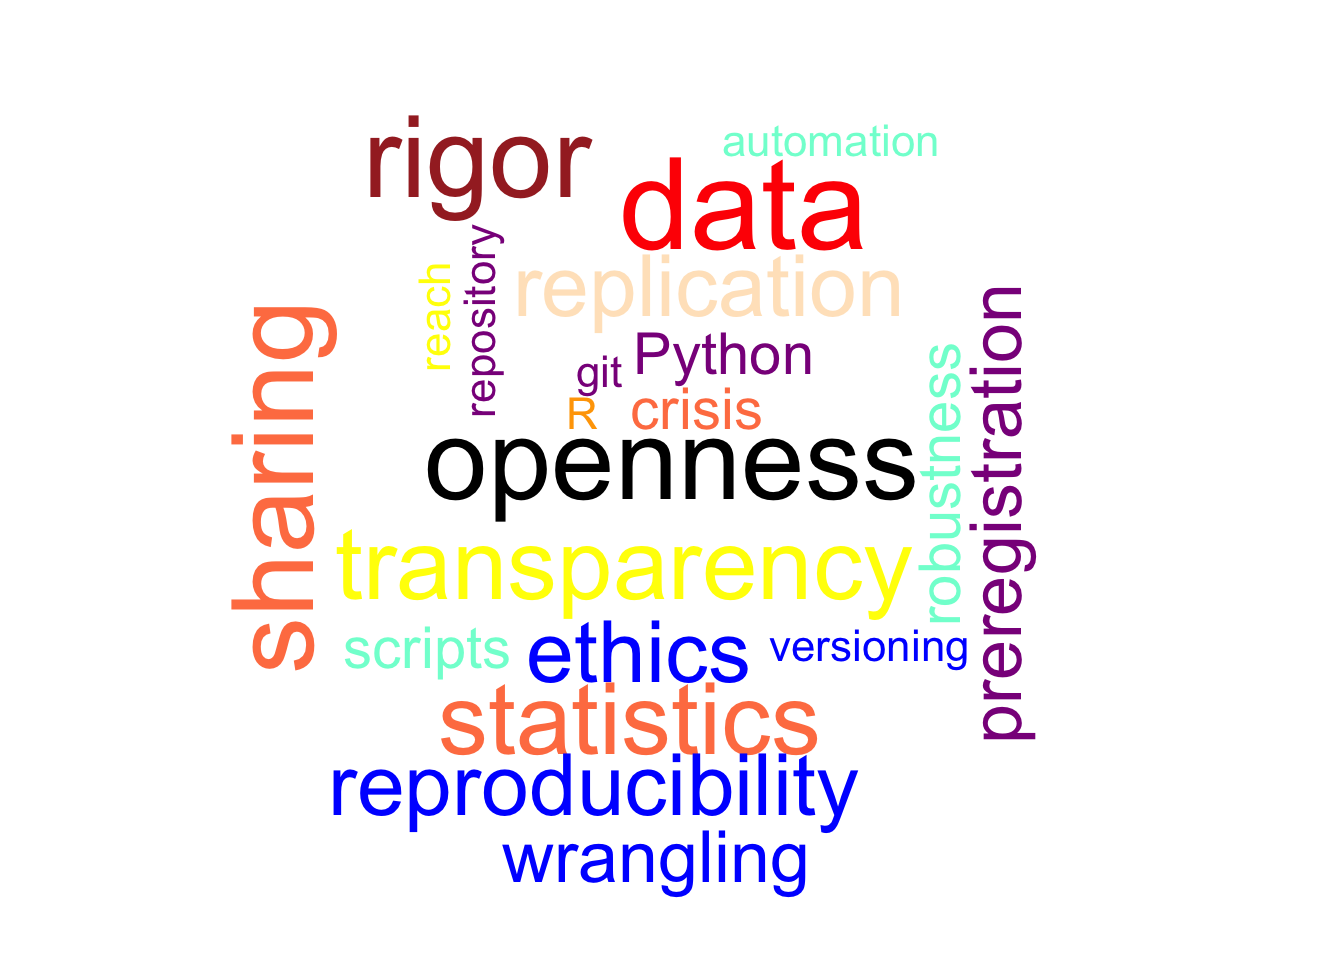 rigor
automation
data
reach
repository
replication
sharing
git
Python
R
crisis
openness
robustness
preregistration
transparency
scripts
ethics
versioning
statistics
reproducibility
wrangling